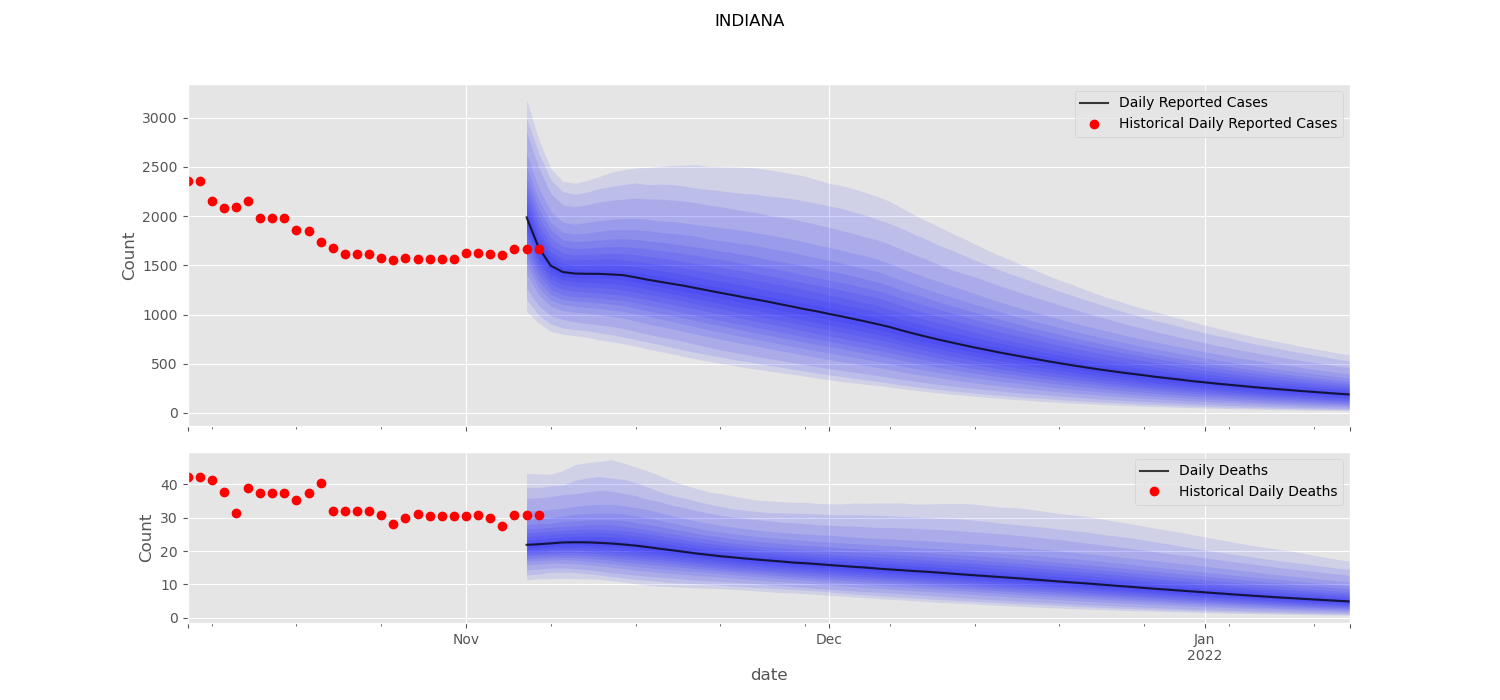 INDIANA
Daily Reported Cases
Historical Daily Reported Cases
3000
2500
2000
1500
1000
500
0
Count
Daily Deaths
Historical Daily Deaths
40
30
20
10
0
Count
Nov
Dec
Jan
2022
date